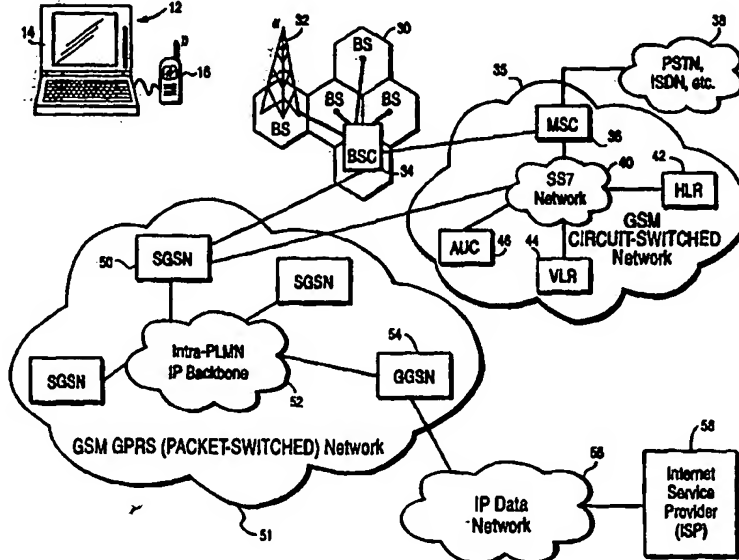 12
14
16
32
30
BS
BS
BS
BS
BSC
34
38
PSTN,
ISDN, etc.
35
MSC
36
40
SS7
Network
42
HLR
GSM
CIRCUIT-SWITCHED
Network
AUC
46
44
VLR
50
SGSN
SGSN
SGSN
Intra-PLMN
IP Backbone
52
54
GGSN
GSM GPRS (PACKET-SWITCHED) Network
51
IP Data
Network
56
58
Internet
Service
Provider
(ISP)